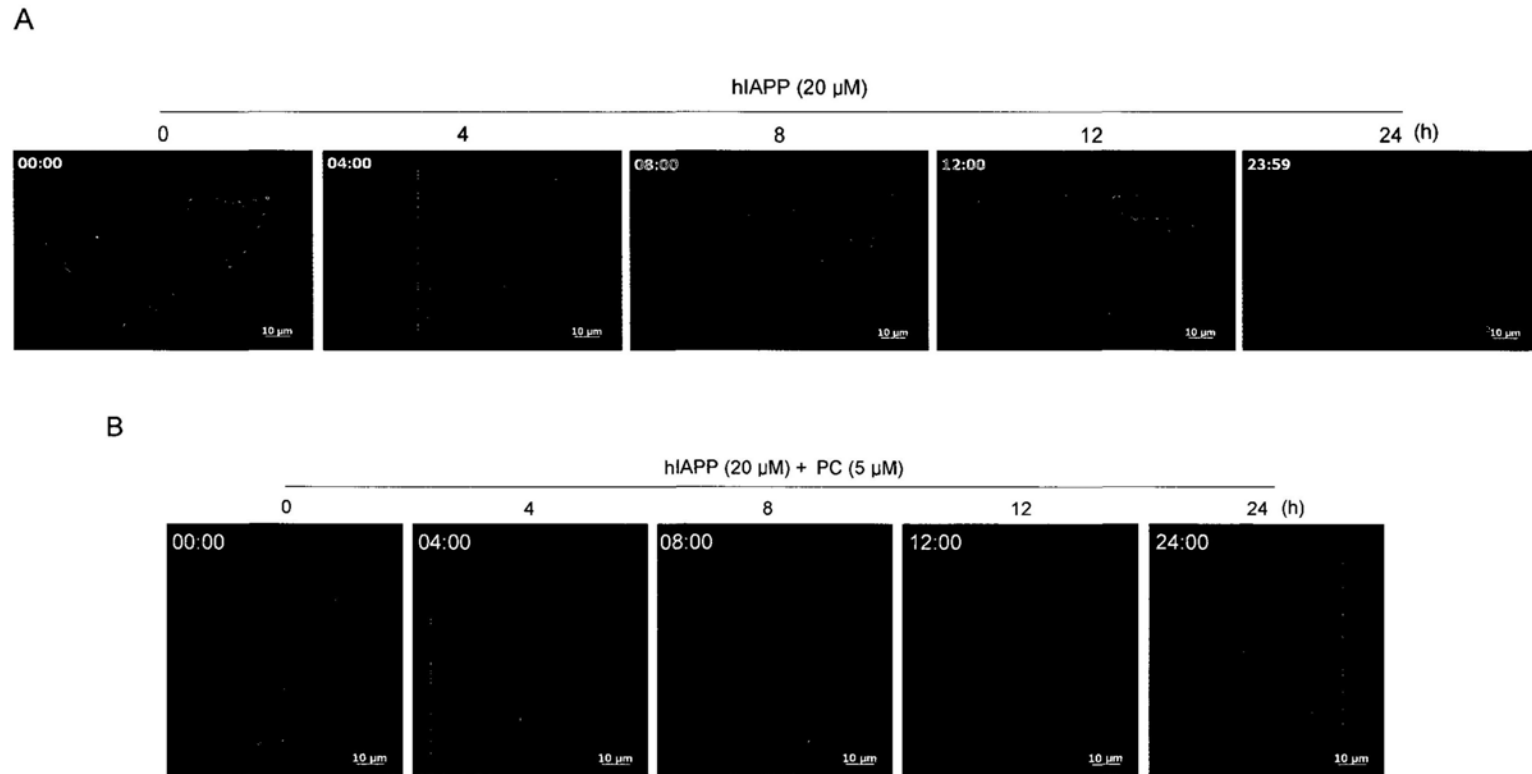 A
hIAPP (20 µM)
0 4 8 12 24 (h)
00:00 04:00 08:00 12:00 23:59
10 µm 10 µm 10 µm 10 µm 10 µm
B
hIAPP (20 µM) + PC (5 µM)
0 4 8 12 24 (h)
00:00 04:00 08:00 12:00 24:00
10 µm 10 µm 10 µm 10 µm 10 µm